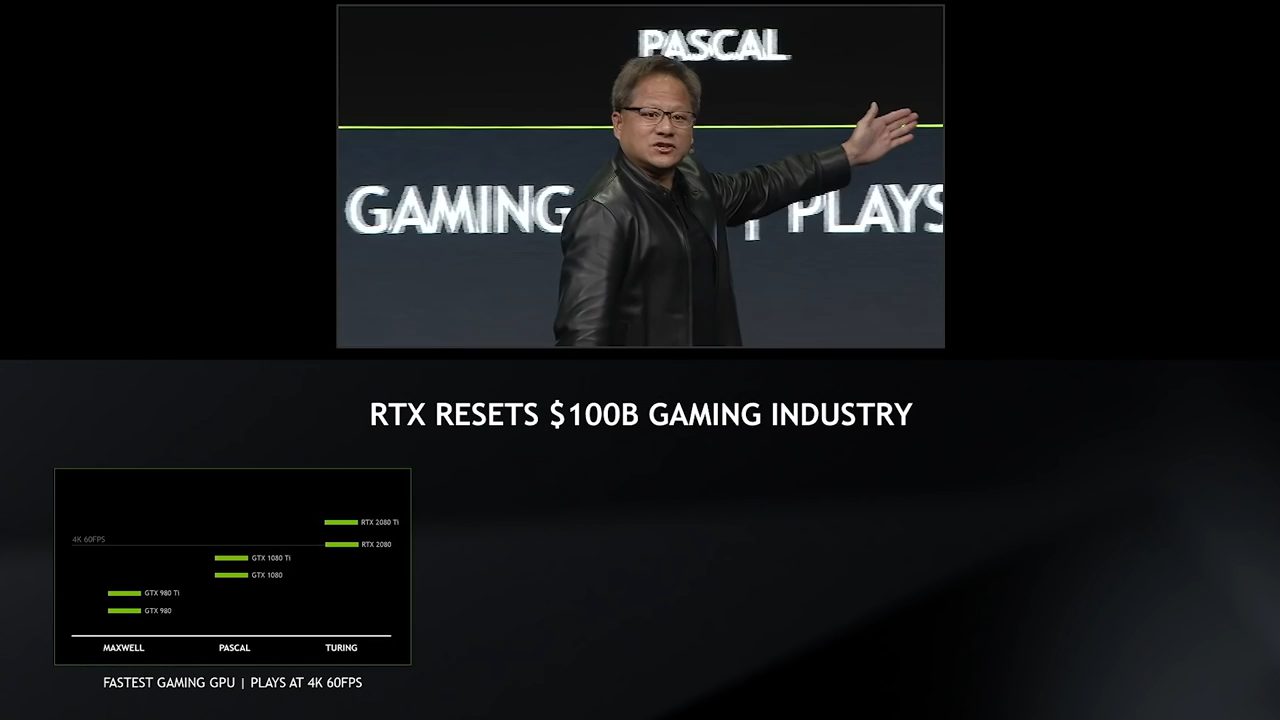 PASCAL
GAMING | PLAYS
RTX RESETS $100B GAMING INDUSTRY
RTX 2080 Ti
4K 60FPS
RTX 2080
GTX 1080 Ti
GTX 1080
GTX 980 Ti
GTX 980
MAXWELL PASCAL TURING
FASTEST GAMING GPU | PLAYS AT 4K 60FPS